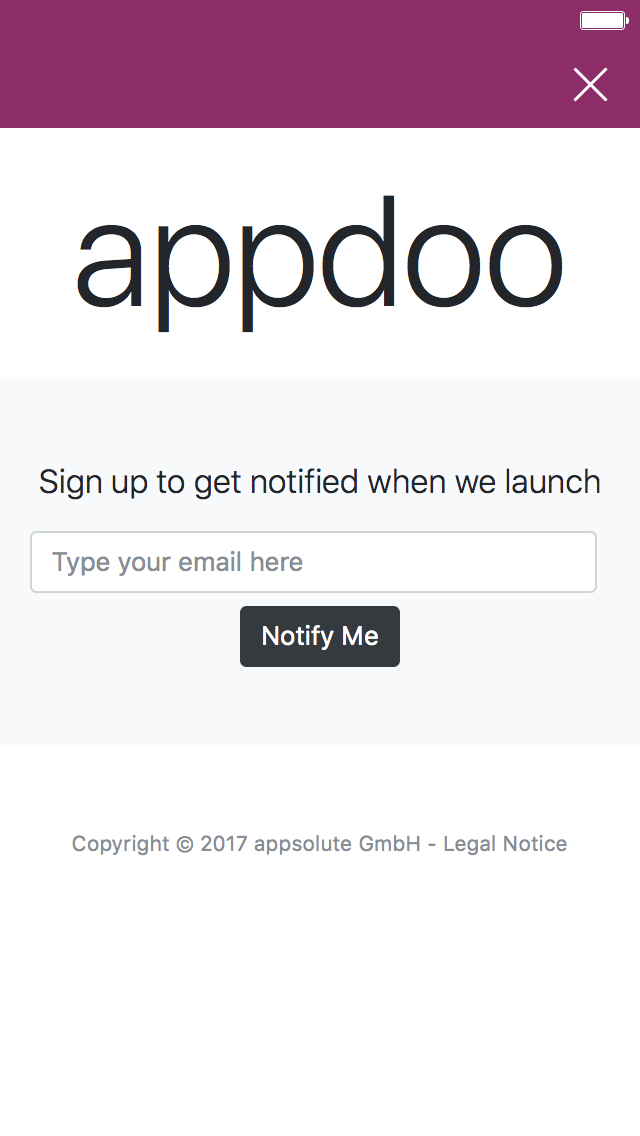 appdoo
Sign up to get notified when we launch
Type your email here
Notify Me
Copyright © 2017 appsolute GmbH - Legal Notice